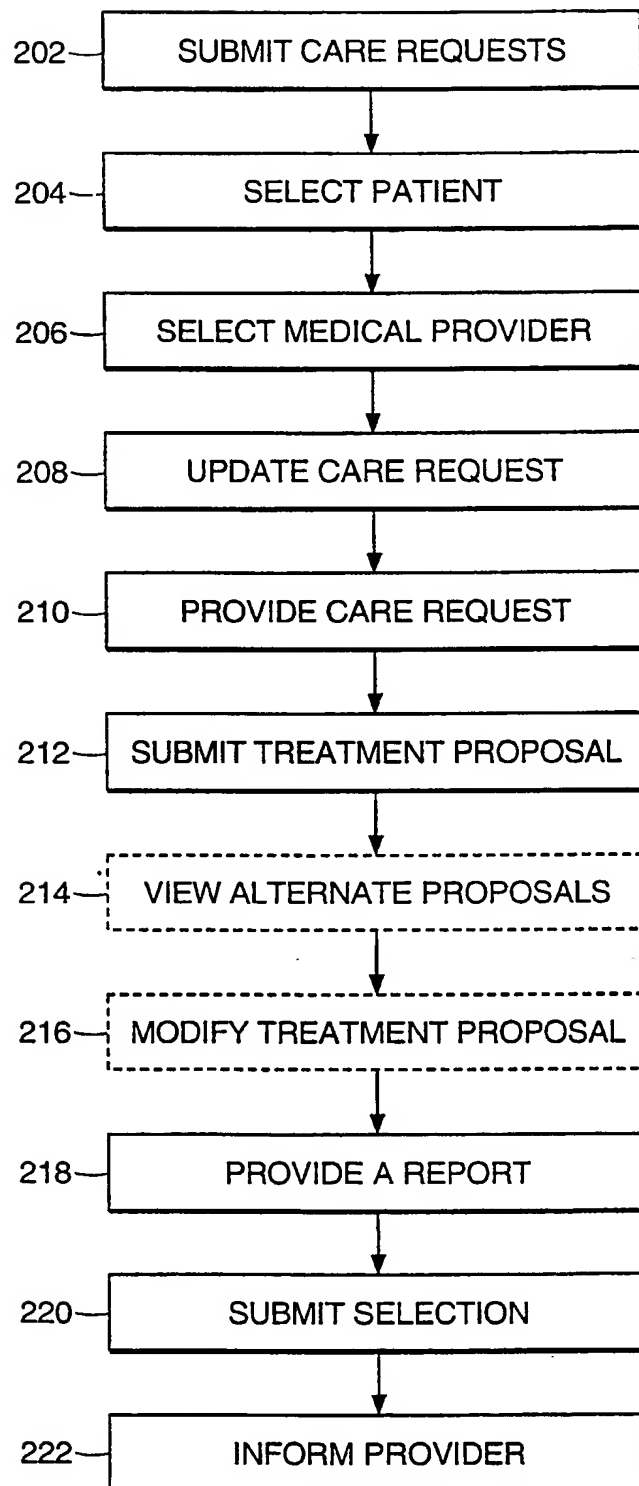 202 SUBMIT CARE REQUESTS
204 SELECT PATIENT
206 SELECT MEDICAL PROVIDER
208 UPDATE CARE REQUEST
210 PROVIDE CARE REQUEST
212 SUBMIT TREATMENT PROPOSAL
214 VIEW ALTERNATE PROPOSALS
216 MODIFY TREATMENT PROPOSAL
218 PROVIDE A REPORT
220 SUBMIT SELECTION
222 INFORM PROVIDER